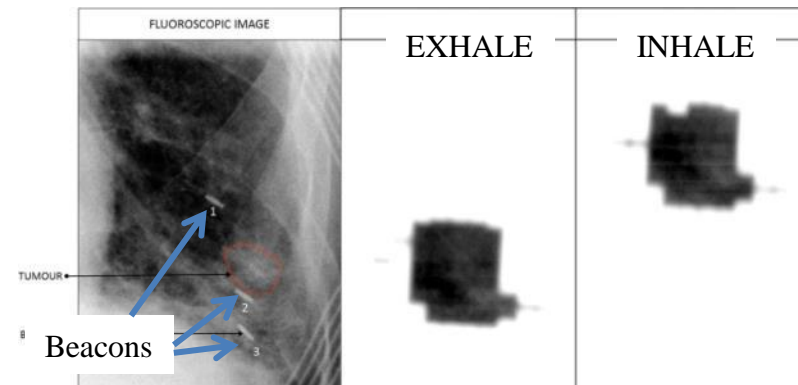 FLUOROSCOPIC IMAGE
EXHALE
INHALE
1
TUMOUR
2
Beacons
3